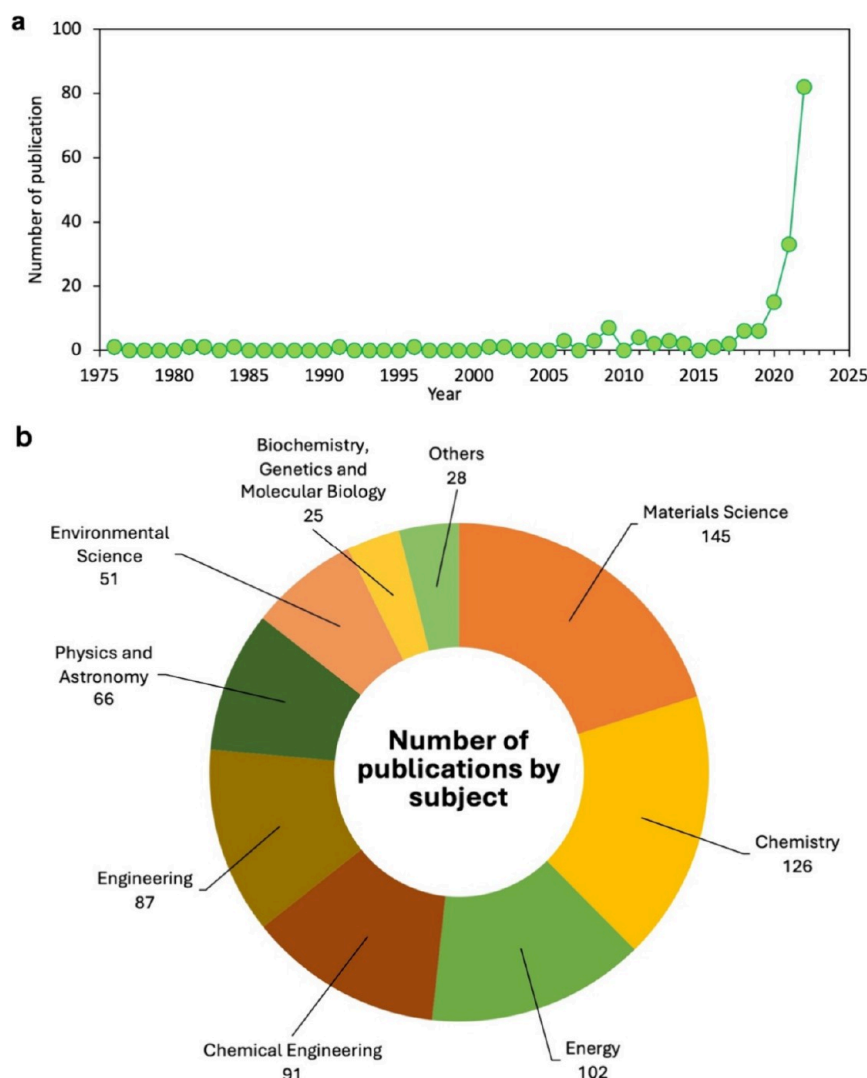 a
100
80
60
40
20
0
Numnber of publication
1975 1980 1985 1990 1995 2000 2005 2010 2015 2020 2025
Year
b
Biochemistry,
Genetics and
Molecular Biology
25
Others
28
Materials Science
145
Environmental
Science
51
Physics and
Astronomy
66
Number of
publications by
subject
Chemistry
126
Engineering
87
Chemical Engineering
91
Energy
102